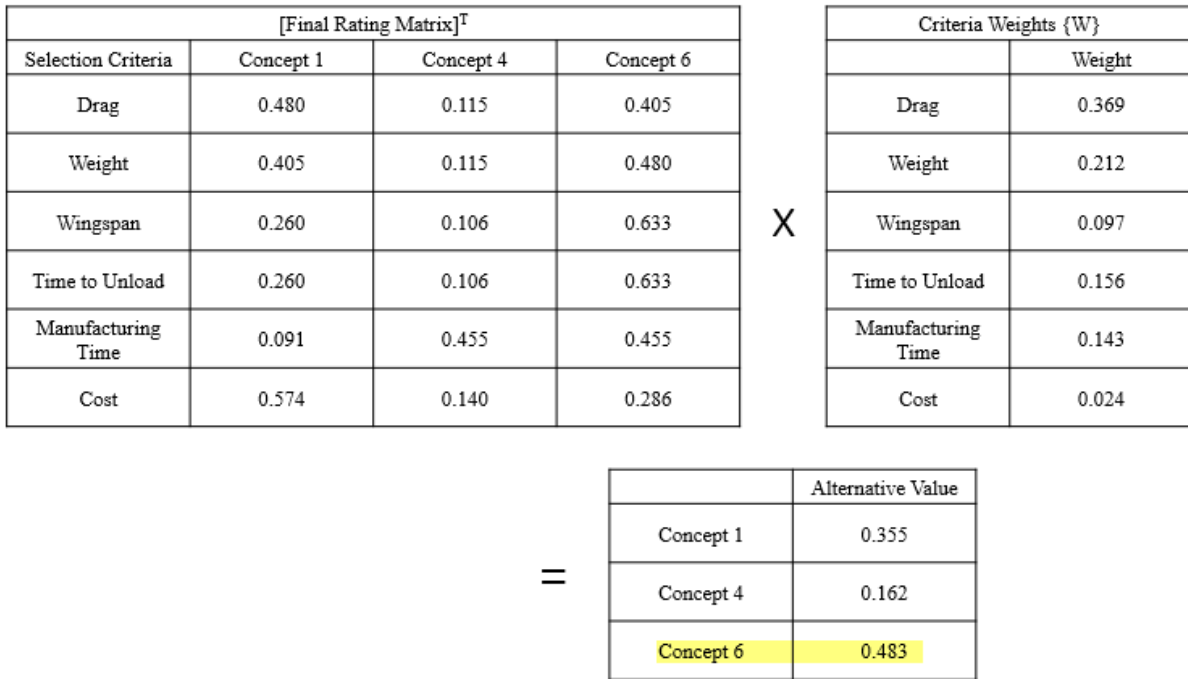 [Final Rating Matrix]ᵀ
Selection Criteria Concept 1 Concept 4 Concept 6
Drag 0.480 0.115 0.405
Weight 0.405 0.115 0.480
Wingspan 0.260 0.106 0.633
Time to Unload 0.260 0.106 0.633
Manufacturing
Time 0.091 0.455 0.455
Cost 0.574 0.140 0.286
X
Criteria Weights {W}
Weight
Drag 0.369
Weight 0.212
Wingspan 0.097
Time to Unload 0.156
Manufacturing
Time 0.143
Cost 0.024
=
Alternative Value
Concept 1 0.355
Concept 4 0.162
Concept 6 0.483